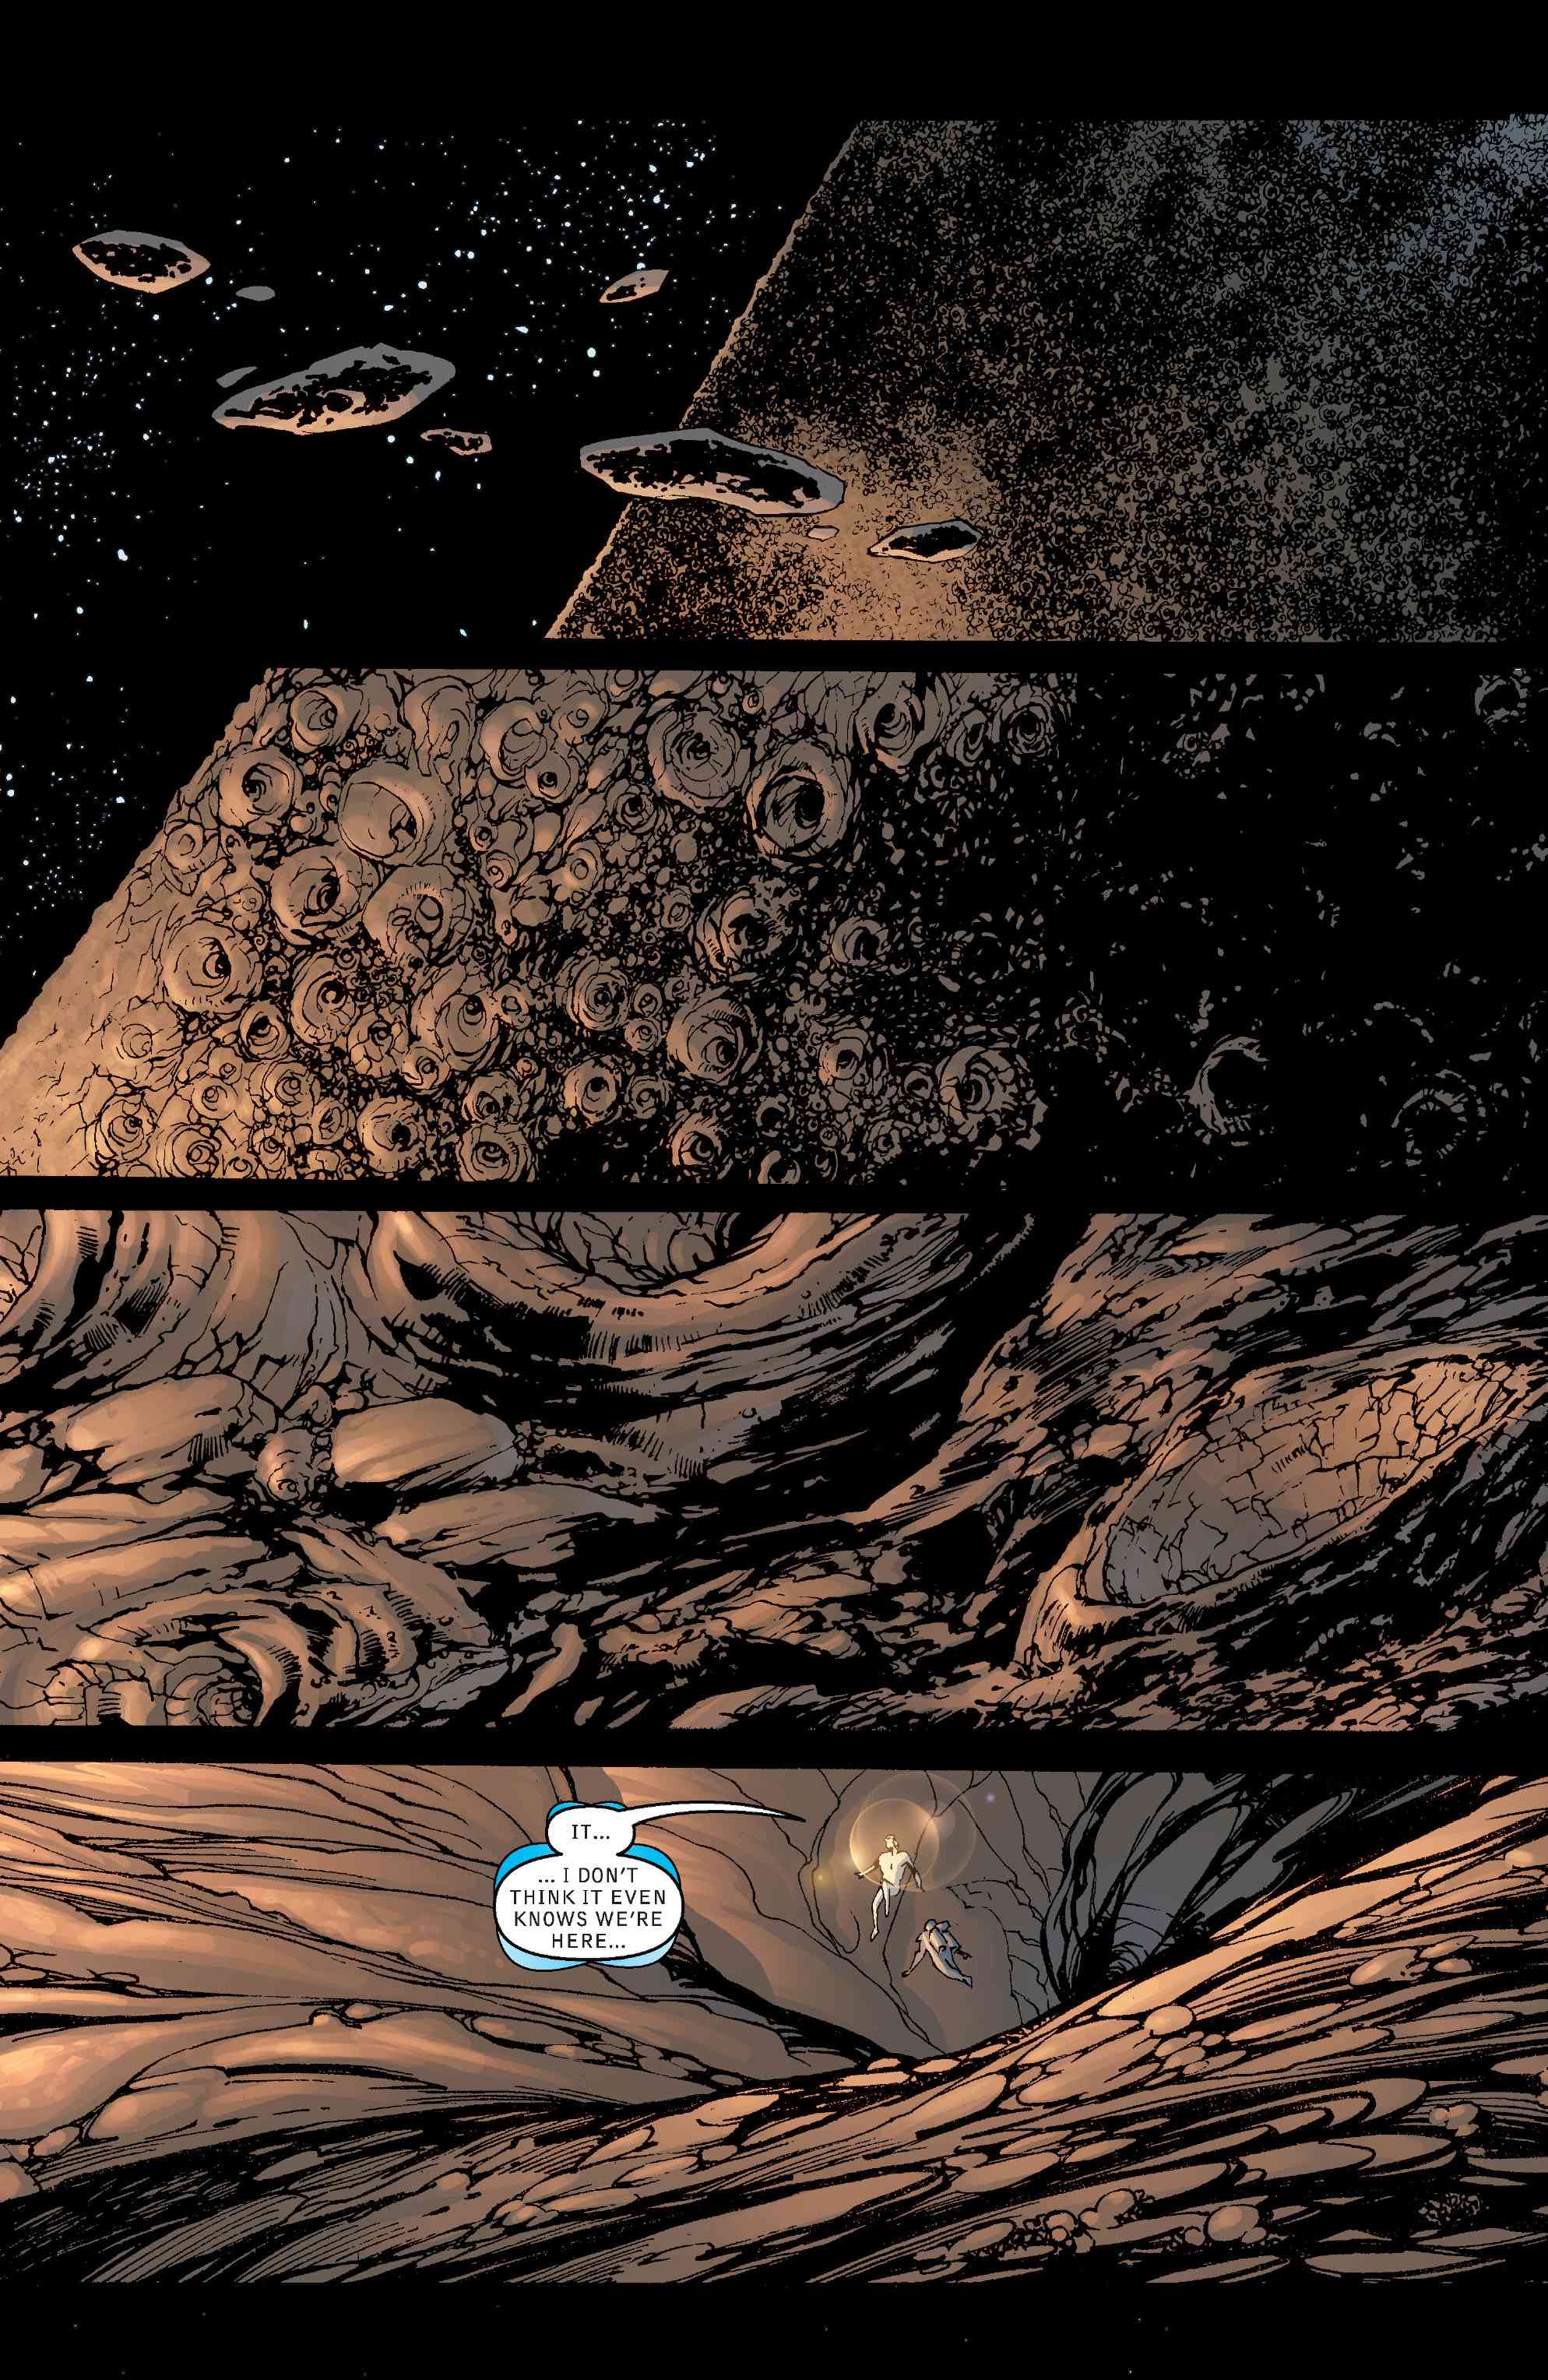 IT...
... I DON'T
THINK IT EVEN
KNOWS WE'RE
HERE...